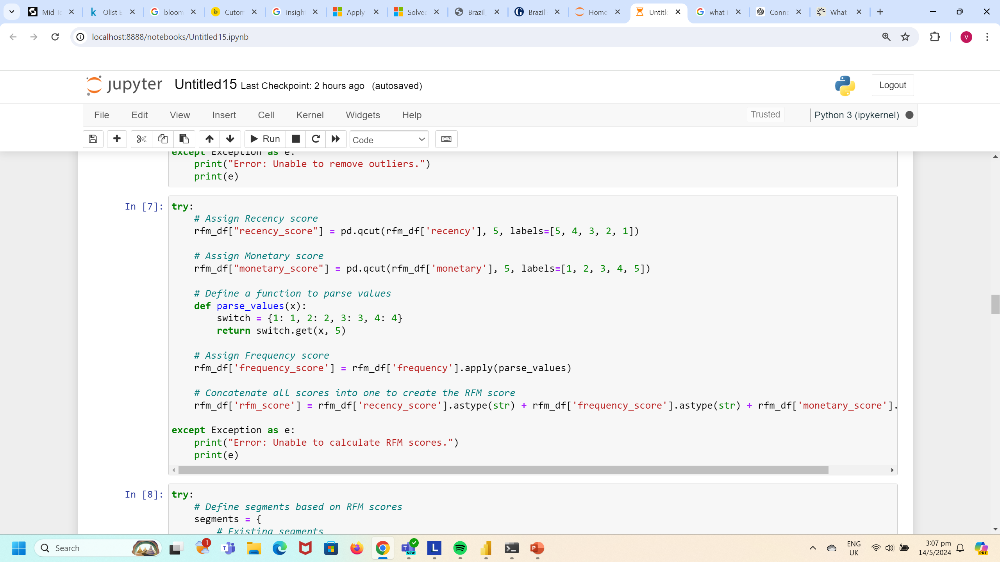 Mid Te
Olist E
bloom
Cutom
insigh
Apply
Solved
Brazil_
Brazil'
Home
Untitle
what i
Conne
What
localhost:8888/notebooks/Untitled15.ipynb
V
jupyter Untitled15 Last Checkpoint: 2 hours ago (autosaved)
Logout
File Edit View Insert Cell Kernel Widgets Help
Trusted
Python 3 (ipykernel)
Run
Code
except Exception as e:
print("Error: Unable to remove outliers.")
print(e)
In [7]:
try:
# Assign Recency score
rfm_df["recency_score"] = pd.qcut(rfm_df['recency'], 5, labels=[5, 4, 3, 2, 1])
# Assign Monetary score
rfm_df["monetary_score"] = pd.qcut(rfm_df['monetary'], 5, labels=[1, 2, 3, 4, 5])
# Define a function to parse values
def parse_values(x):
switch = {1: 1, 2: 2, 3: 3, 4: 4}
return switch.get(x, 5)
# Assign Frequency score
rfm_df['frequency_score'] = rfm_df['frequency'].apply(parse_values)
# Concatenate all scores into one to create the RFM score
rfm_df['rfm_score'] = rfm_df['recency_score'].astype(str) + rfm_df['frequency_score'].astype(str) + rfm_df['monetary_score'].
except Exception as e:
print("Error: Unable to calculate RFM scores.")
print(e)
In [8]:
try:
# Define segments based on RFM scores
segments = {
# Existing segments
Search
1
NEW
L
ENG
UK
3:07 pm
14/5/2024
PRE